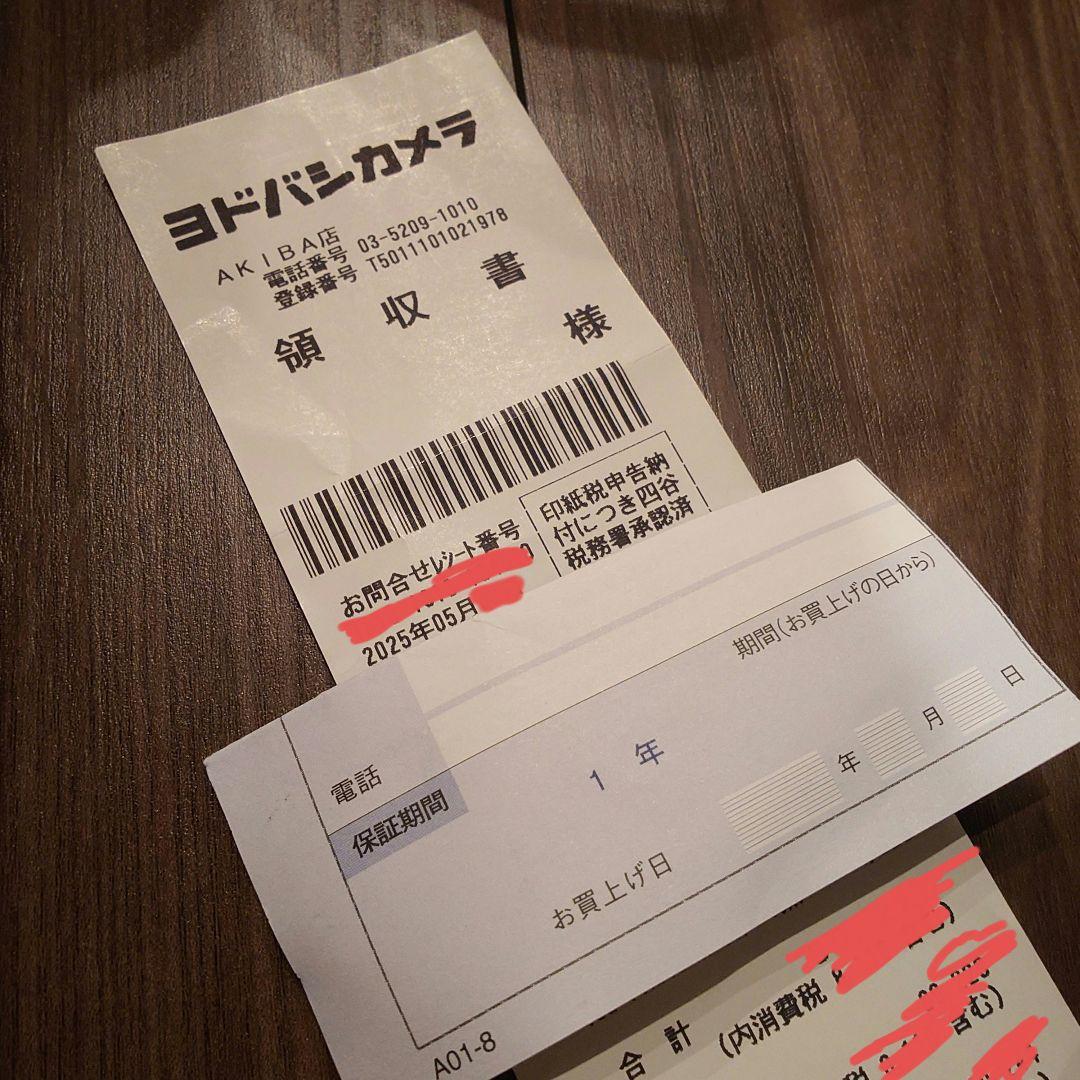 ヨドバシカメラ
AKIBA店
電話番号 03-5209-1010
登録番号 T5011101021978
領 収 書
様
印紙税申告納
付につき四谷
税務署承認済
お問合せレシート番号
2025年05月
電話
保証期間
1 年
期間(お買上げの日から)
お買上げ日
年 月 日
A01-8
合 計
(内消費税
含む)